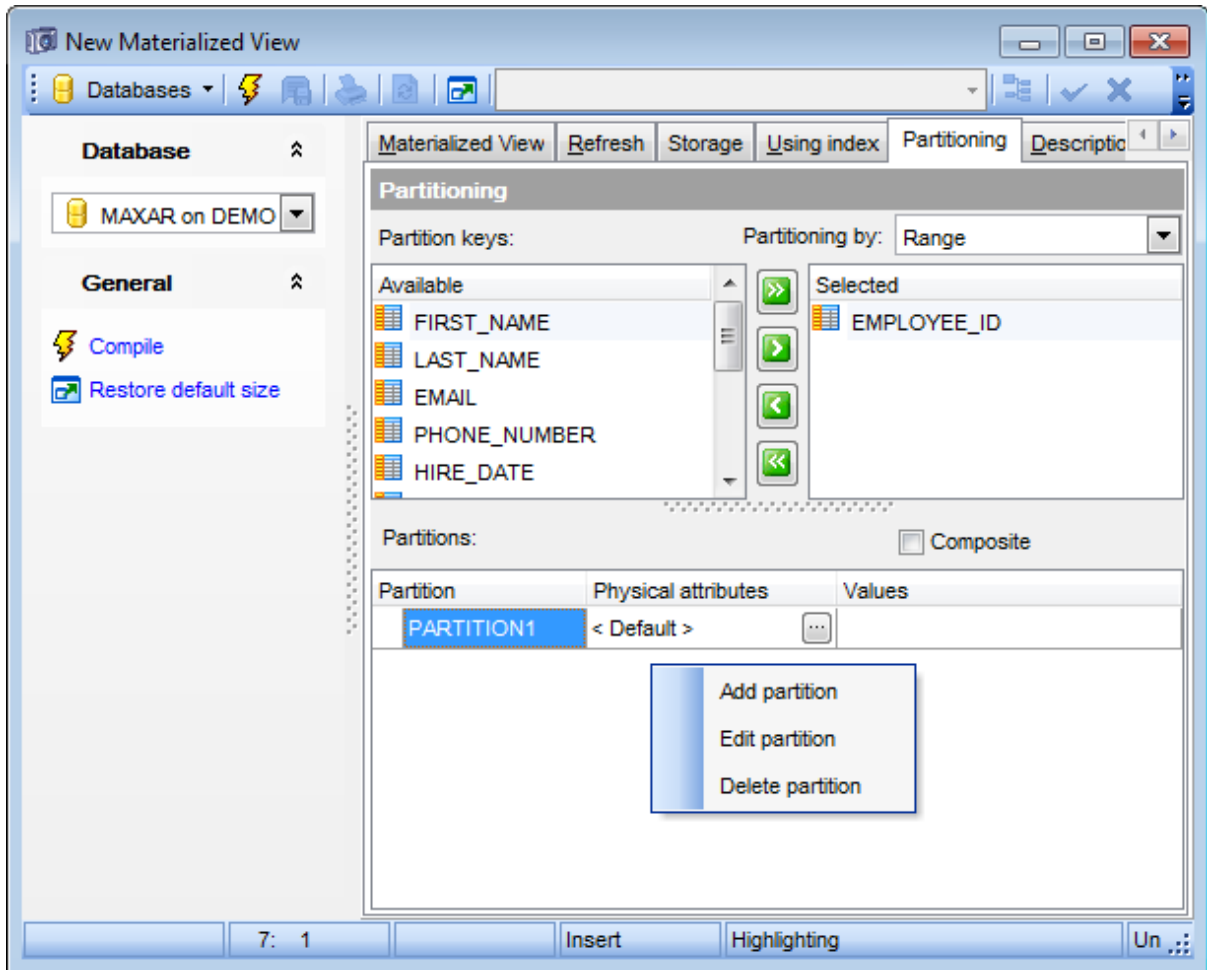 New Materialized View
Databases
Database
MAXAR on DEMO
General
Compile
Restore default size
Materialized View Refresh Storage Using index Partitioning Descriptic
Partitioning
Partition keys: Partitioning by: Range
Available
FIRST_NAME
LAST_NAME
EMAIL
PHONE_NUMBER
HIRE_DATE
Selected
EMPLOYEE_ID
Partitions: Composite
Partition Physical attributes Values
PARTITION1 < Default > ...
Add partition
Edit partition
Delete partition
7: 1 Insert Highlighting Un